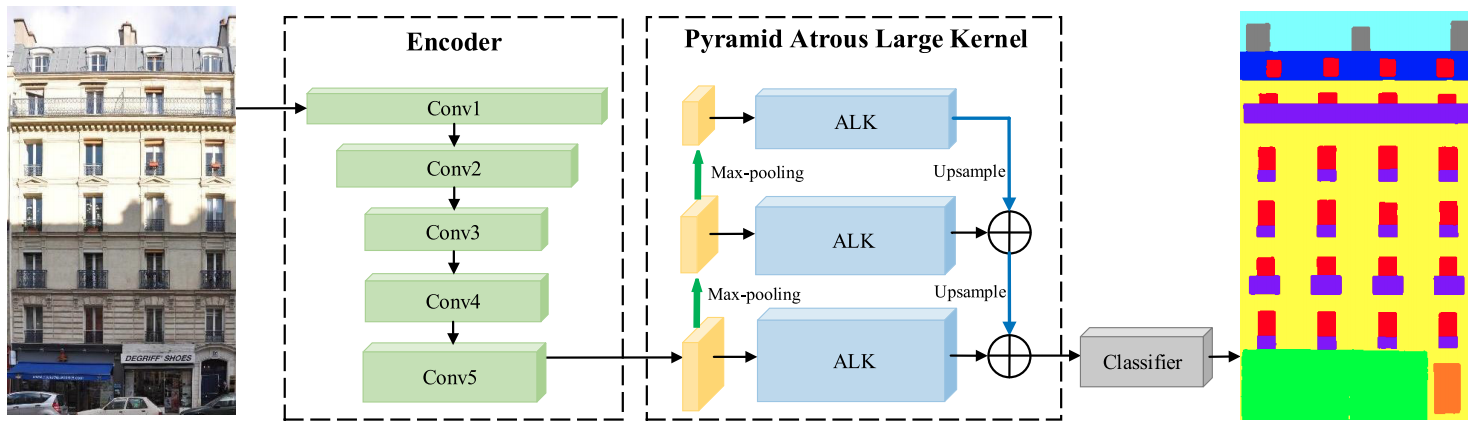 Encoder
Conv1
Conv2
Conv3
Conv4
Conv5
Pyramid Atrous Large Kernel
ALK
Max-pooling
Upsample
ALK
Max-pooling
Upsample
ALK
Classifier
DEGRIFF' SHOES